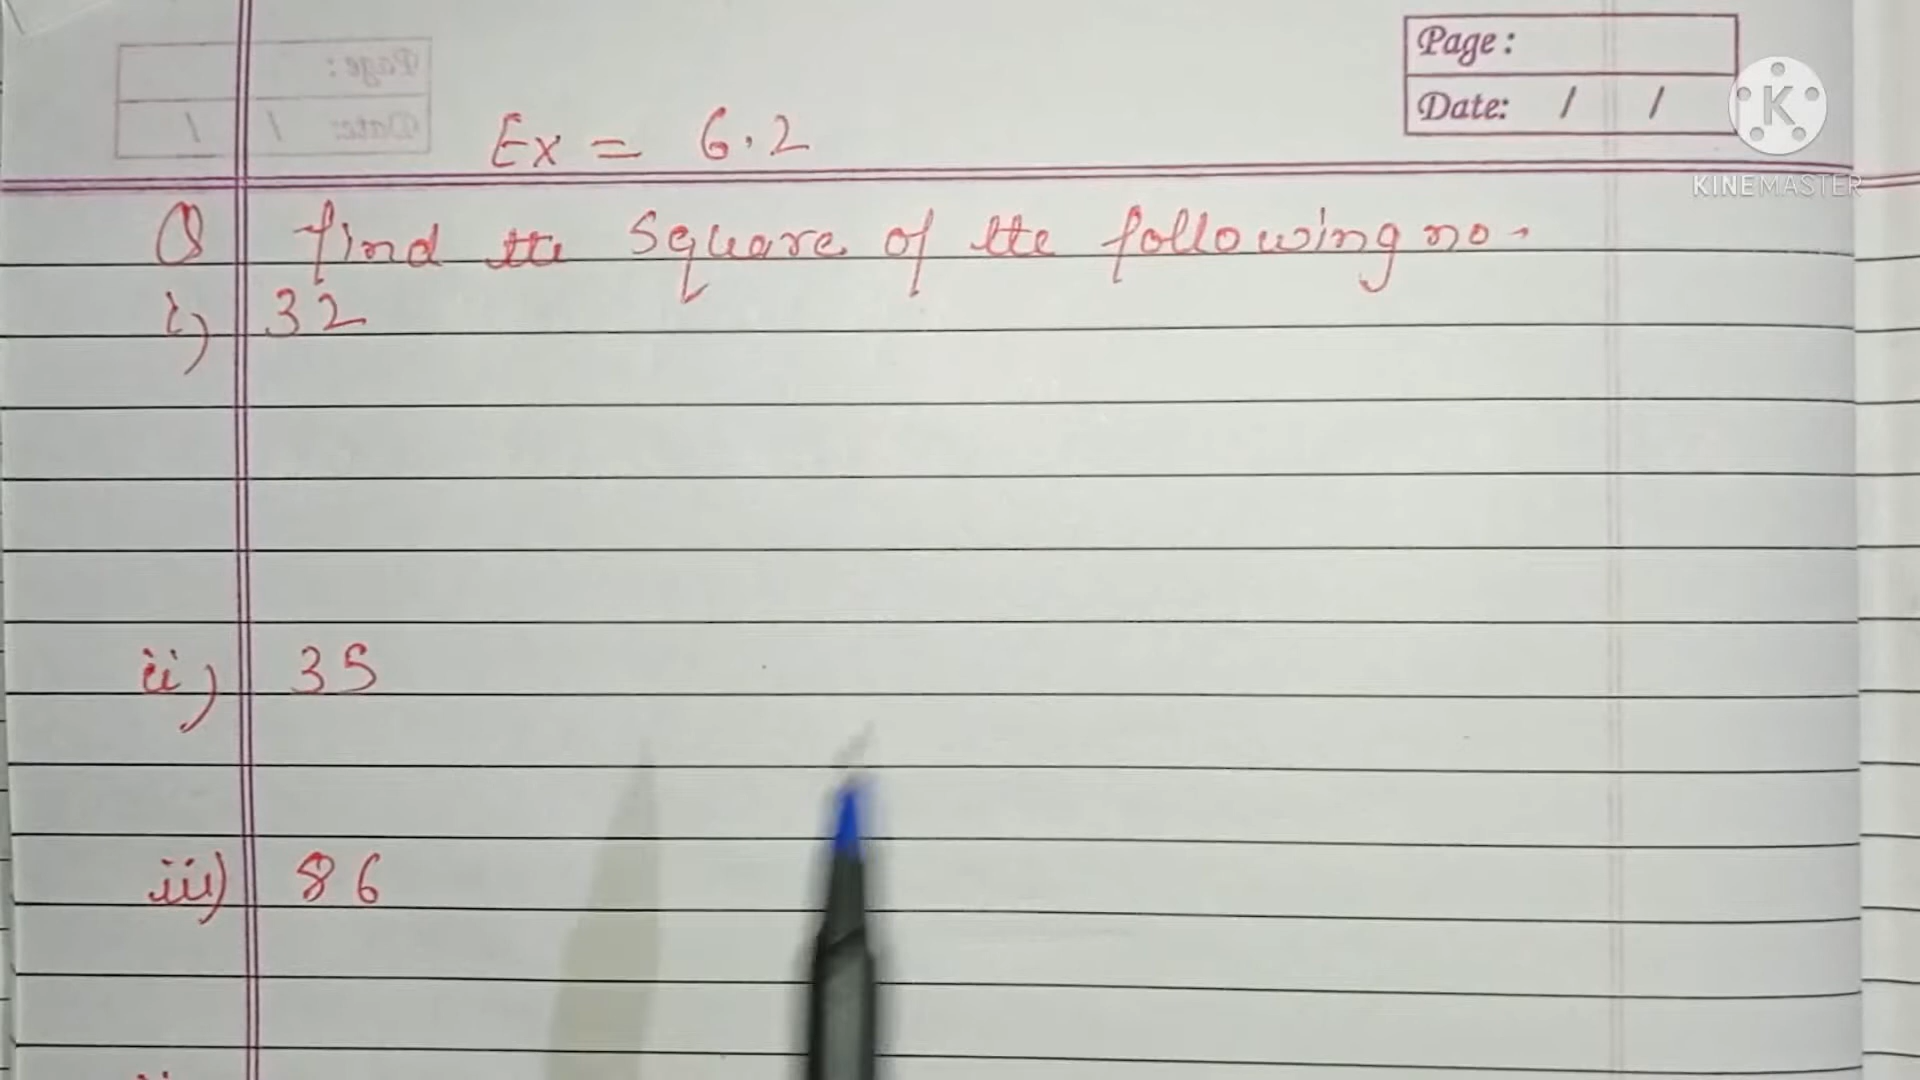 Page:
Date: / /
KINEMASTER
Ex = 6.2
Q find the square of the following no.
i) 32
ii) 35
iii) 86